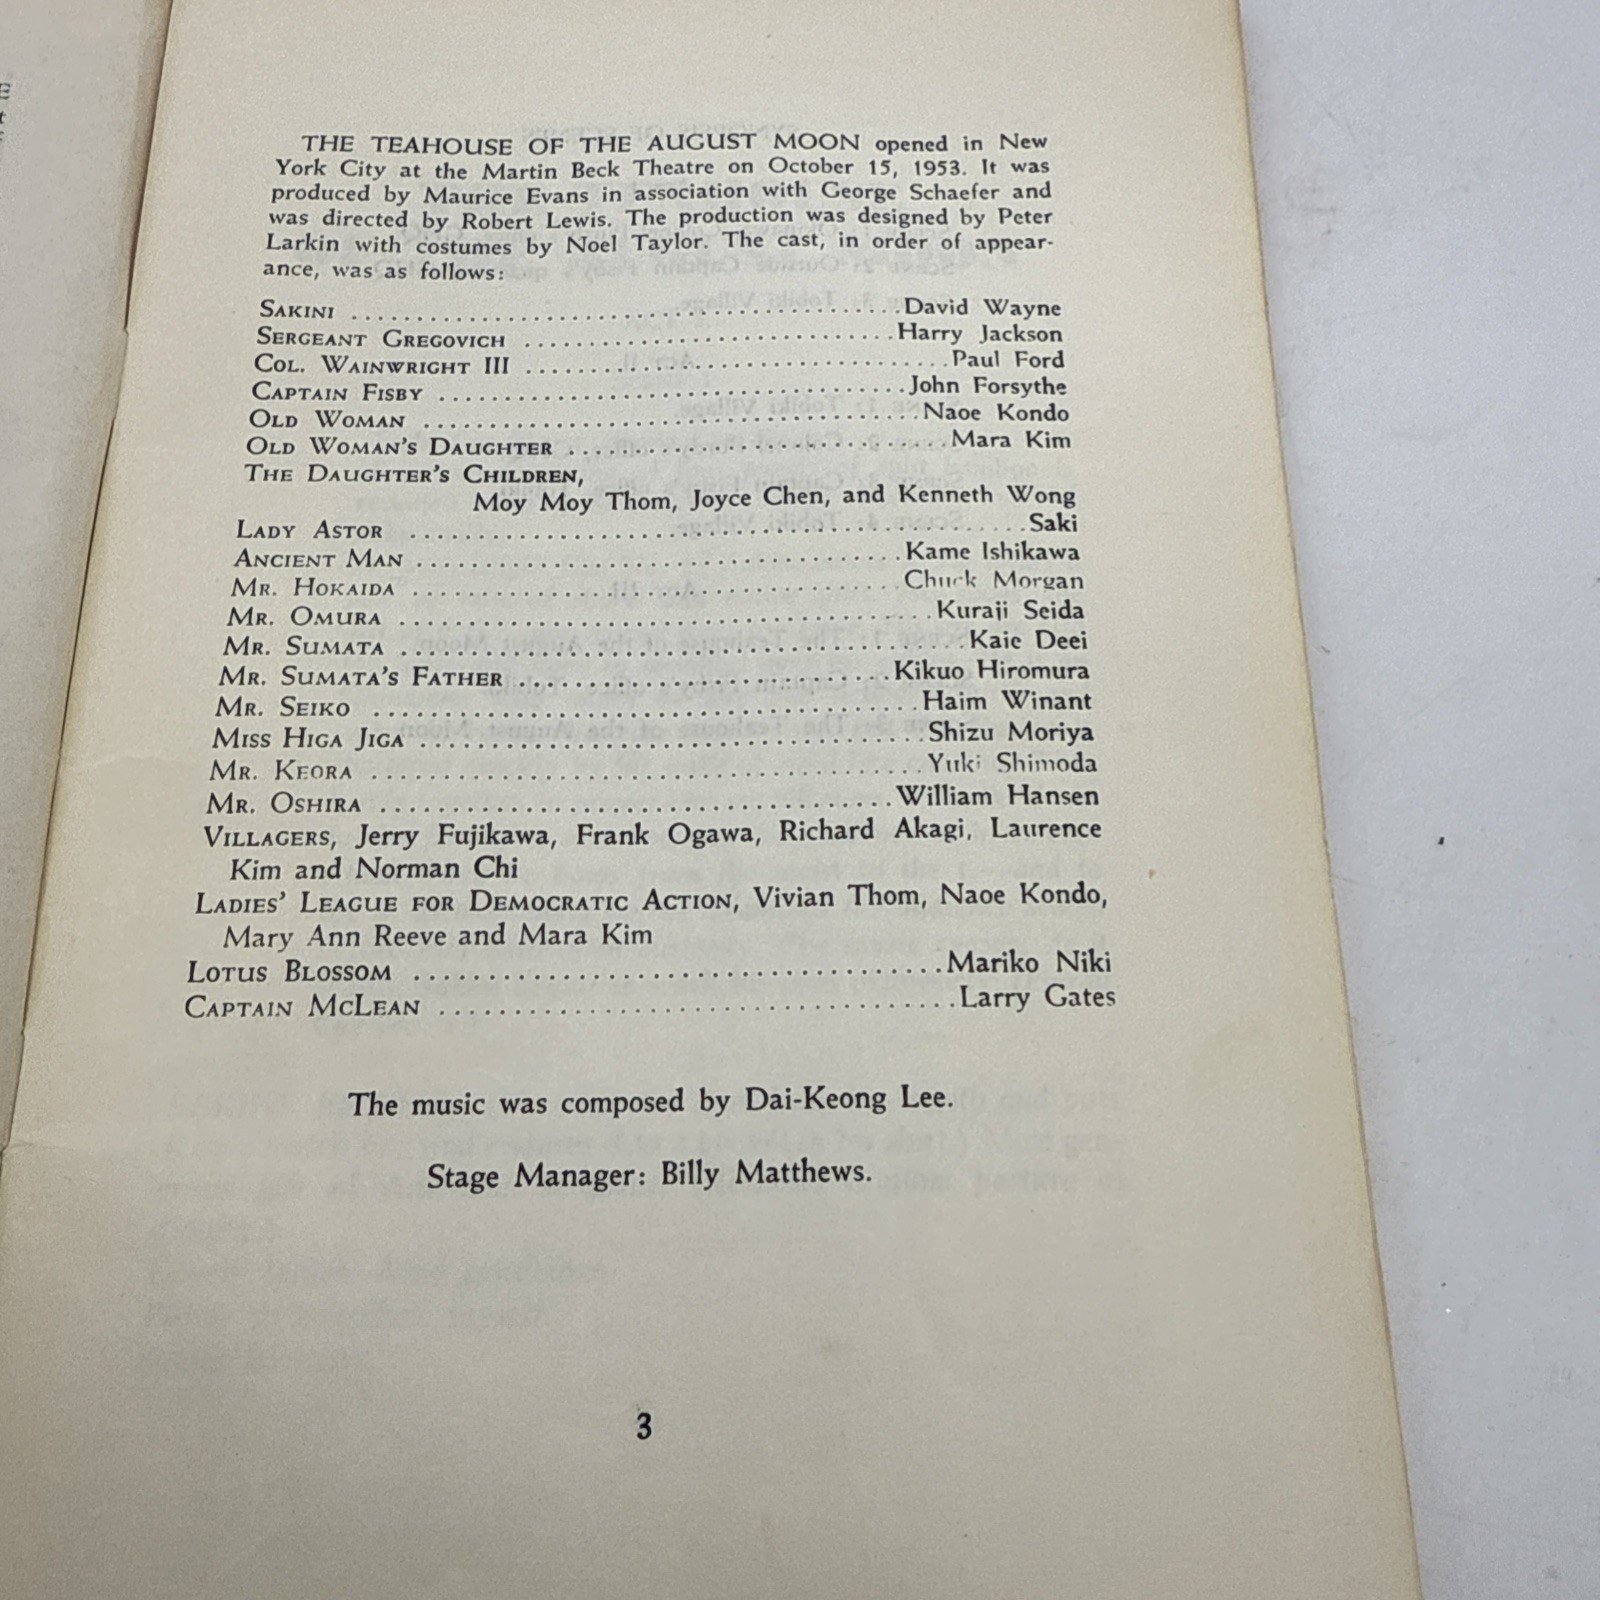 THE TEAHOUSE OF THE AUGUST MOON opened in New
York City at the Martin Beck Theatre on October 15, 1953. It was
produced by Maurice Evans in association with George Schaefer and
was directed by Robert Lewis. The production was designed by Peter
Larkin with costumes by Noel Taylor. The cast, in order of appear-
ance, was as follows:
SAKINI ........................................ David Wayne
SERGEANT GREGOVICH ........................... Harry Jackson
COL. WAINWRIGHT III ............................... Paul Ford
CAPTAIN FISBY .................................. John Forsythe
OLD WOMAN .................................... Naoe Kondo
OLD WOMAN'S DAUGHTER .......................... Mara Kim
THE DAUGHTER'S CHILDREN,
Moy Moy Thom, Joyce Chen, and Kenneth Wong
LADY ASTOR .......................................... Saki
ANCIENT MAN .................................. Kame Ishikawa
MR. HOKAIDA .................................. Chuck Morgan
MR. OMURA ..................................... Kuraji Seida
MR. SUMATA ...................................... Kaie Deei
MR. SUMATA'S FATHER .......................... Kikuo Hiromura
MR. SEIKO ..................................... Haim Winant
MISS HIGA JIGA .................................. Shizu Moriya
MR. KEORA ..................................... Yuki Shimoda
MR. OSHIRA ................................... William Hansen
VILLAGERS, Jerry Fujikawa, Frank Ogawa, Richard Akagi, Laurence
Kim and Norman Chi
LADIES' LEAGUE FOR DEMOCRATIC ACTION, Vivian Thom, Naoe Kondo,
Mary Ann Reeve and Mara Kim
LOTUS BLOSSOM ................................... Mariko Niki
CAPTAIN MCLEAN .................................. Larry Gates
The music was composed by Dai-Keong Lee.
Stage Manager: Billy Matthews.
3